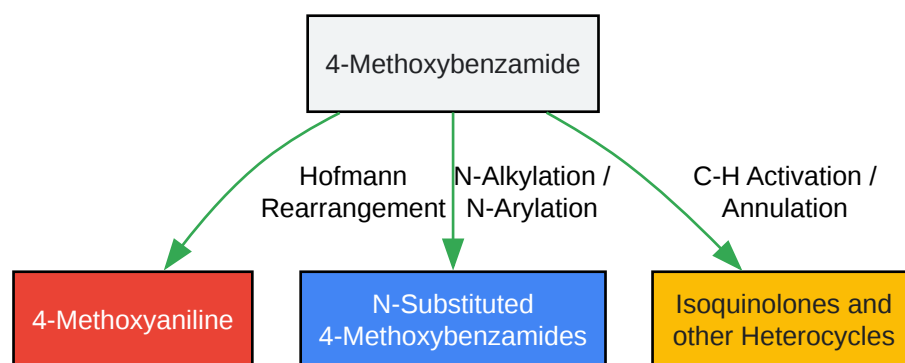 4-Methoxybenzamide
Hofmann
Rearrangement
N-Alkylation /
N-Arylation
C-H Activation /
Annulation
4-Methoxyaniline
N-Substituted
4-Methoxybenzamides
Isoquinolones and
other Heterocycles